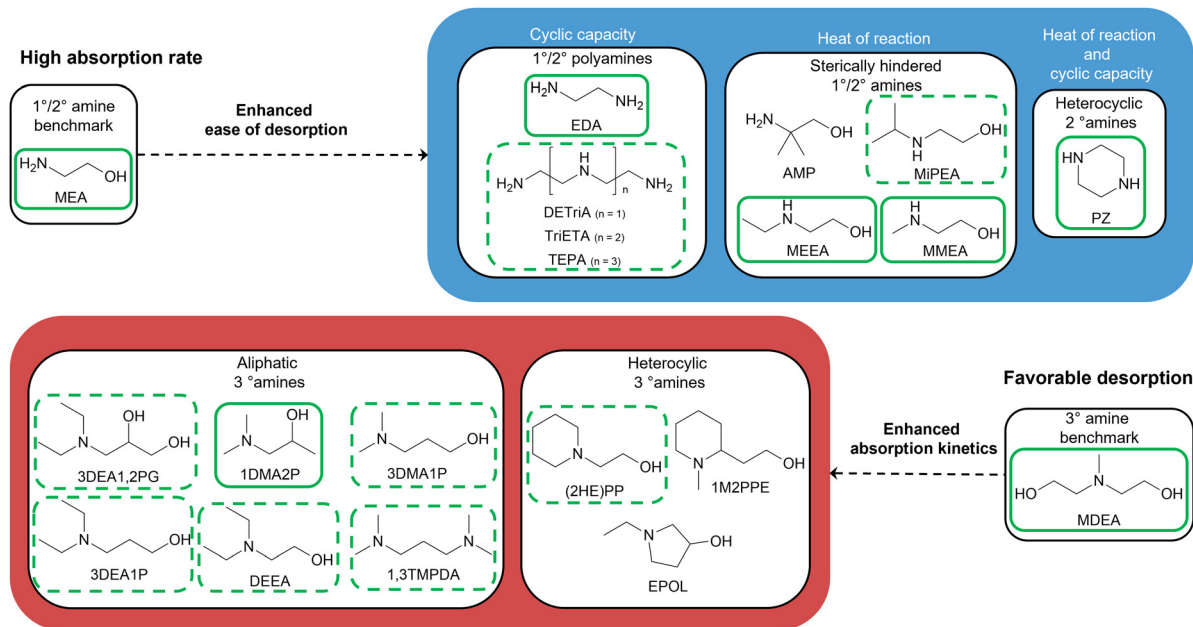 High absorption rate
1°/2° amine
benchmark
H2N
OH
MEA
Enhanced
ease of desorption
Cyclic capacity
1°/2° polyamines
H2N
NH2
EDA
H
N
H2N
NH2
n
DETriA (n = 1)
TriETA (n = 2)
TEPA (n = 3)
Heat of reaction
Sterically hindered
1°/2° amines
H2N
OH
AMP
N
H
OH
MiPEA
H
N
OH
MEEA
H
N
OH
MMEA
Heat of reaction
and
cyclic capacity
Heterocyclic
2 °amines
HN
NH
PZ
Aliphatic
3 °amines
OH
N
OH
3DEA1,2PG
OH
N
1DMA2P
N
OH
3DMA1P
N
OH
3DEA1P
N
OH
DEEA
N
N
1,3TMPDA
Heterocylic
3 °amines
N
OH
(2HE)PP
N
OH
1M2PPE
N
OH
EPOL
Enhanced
absorption kinetics
Favorable desorption
3° amine
benchmark
HO
N
OH
MDEA